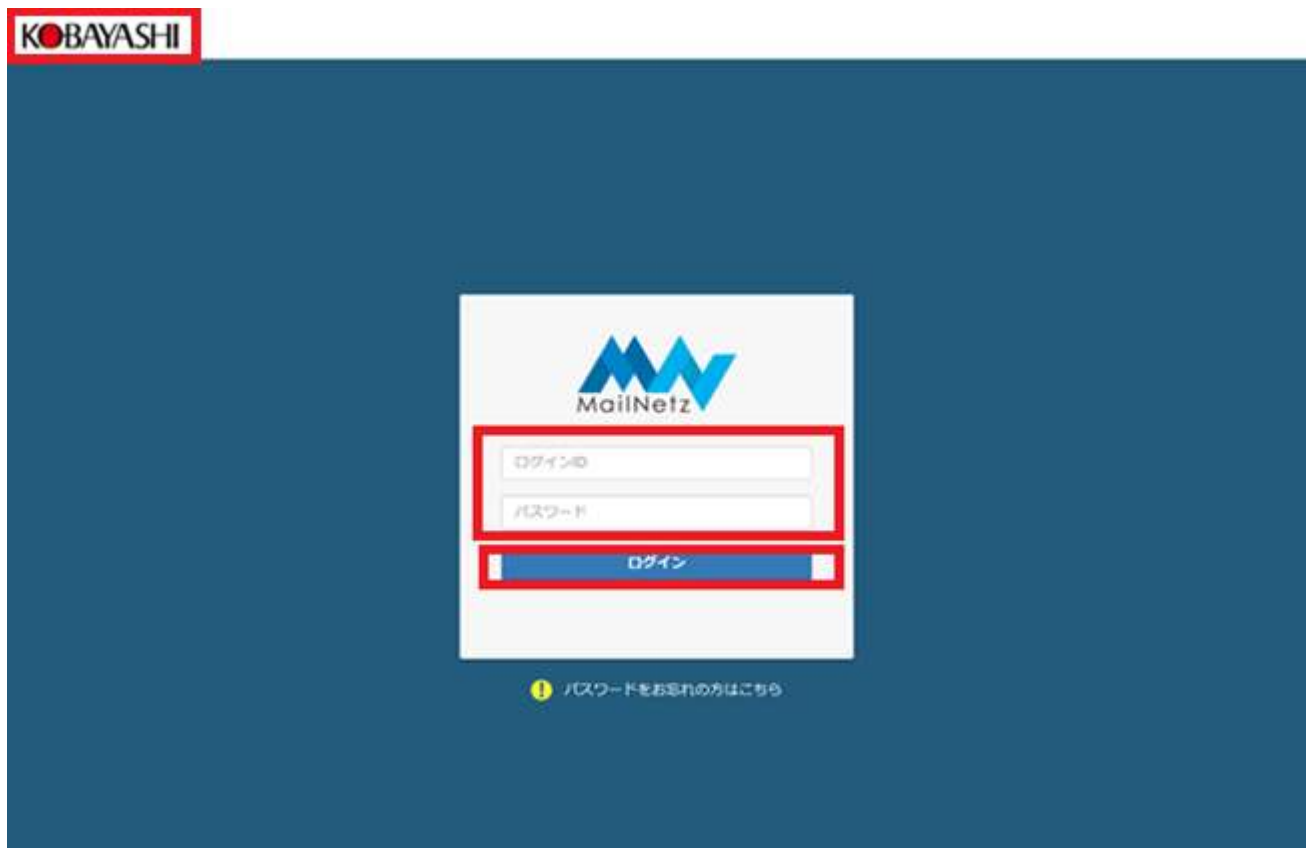 KOBAYASHI
MailNetz
ログインID
パスワード
ログイン
パスワードをお忘れの方はこちら